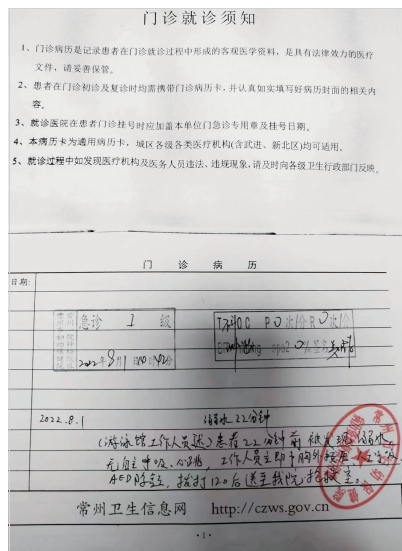 门诊就诊须知
1、门诊病历是记录患者在门诊就诊过程中形成的客观医学资料，是具有法律效力的医疗
文件，请妥善保管。
2、患者在门诊初诊及复诊时均需携带门诊病历卡，并认真如实填写好病历封面的相关内
容。
3、就诊医院在患者门诊挂号时应加盖本单位门急诊专用章及挂号日期。
4、本病历卡为通用病历卡，城区各级各类医疗机构(含武进、新北区)均可适用。
5、就诊过程中如发现医疗机构及医务人员违法、违规现象，请及时向各级卫生行政部门反映。
门 诊 病 历
日期:
急诊 I 级
2022年8月1日
P 0次/分 R 0次/分
2022.8.1 溺水22分钟
(游泳馆工作人员述)患者22分钟前被发现溺水
无自主呼吸、心跳，工作人员立即予胸外按压
AED除颤，拨打120后送至我院抢救室。
常州卫生信息网 http://czws.gov.cn
·1·